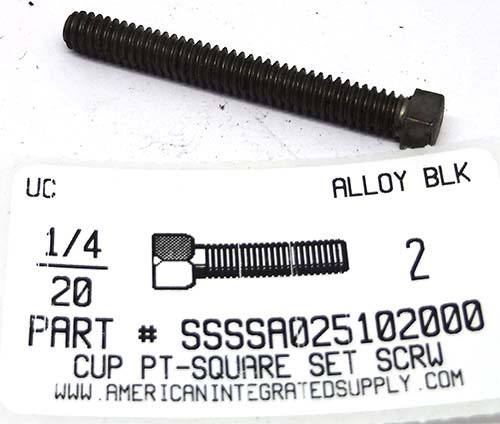 UC ALLOY BLK
1/4
20 2
PART # SSSSA025102000
CUP PT-SQUARE SET SCRW
WWW.AMERICANINTEGRATEDSUPPLY.COM